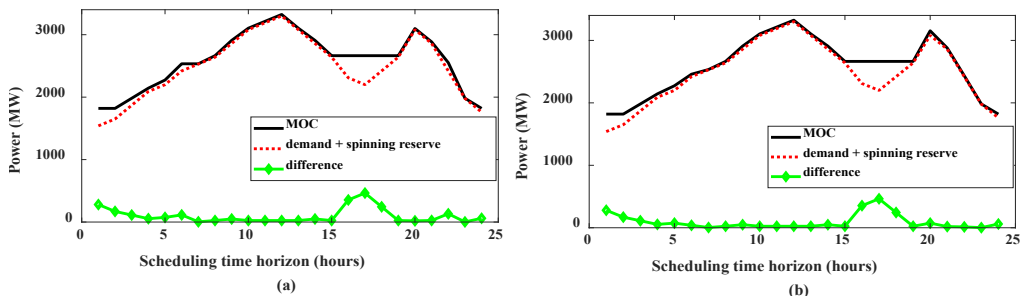 3000
2000
1000
0
Power (MW)
MOC
demand + spinning reserve
difference
0 5 10 15 20 25
Scheduling time horizon (hours)
(a)
3000
2000
1000
0
Power (MW)
MOC
demand + spinning reserve
difference
0 5 10 15 20 25
Scheduling time horizon (hours)
(b)